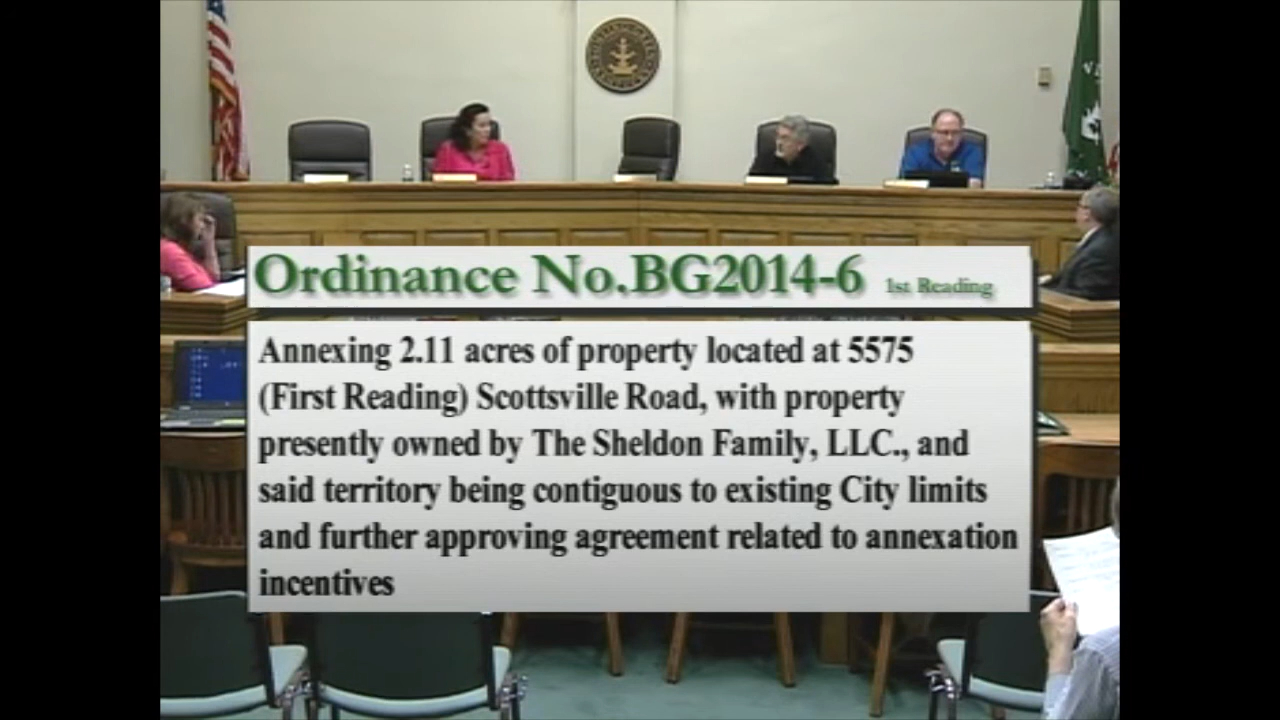 Ordinance No.BG2014-6 1st Reading
Annexing 2.11 acres of property located at 5575
(First Reading) Scottsville Road, with property
presently owned by The Sheldon Family, LLC., and
said territory being contiguous to existing City limits
and further approving agreement related to annexation
incentives